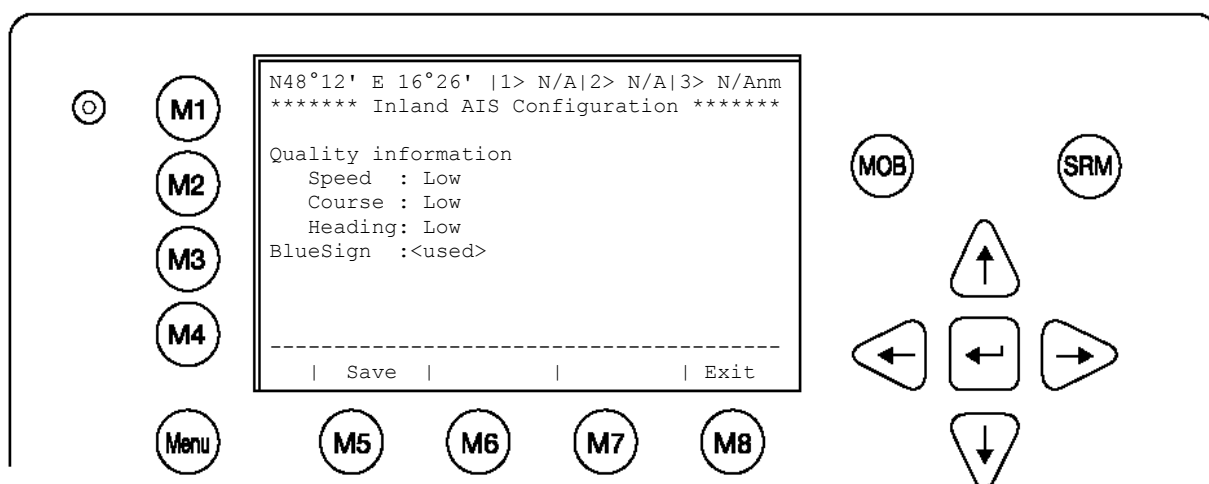 N48°12' E 16°26' |1> N/A|2> N/A|3> N/Anm
******* Inland AIS Configuration *******
Quality information
Speed : Low
Course : Low
Heading: Low
BlueSign :<used>
----------------------------------------
| Save | | | Exit
M1
M2
M3
M4
Menu
M5 M6 M7 M8
MOB SRM